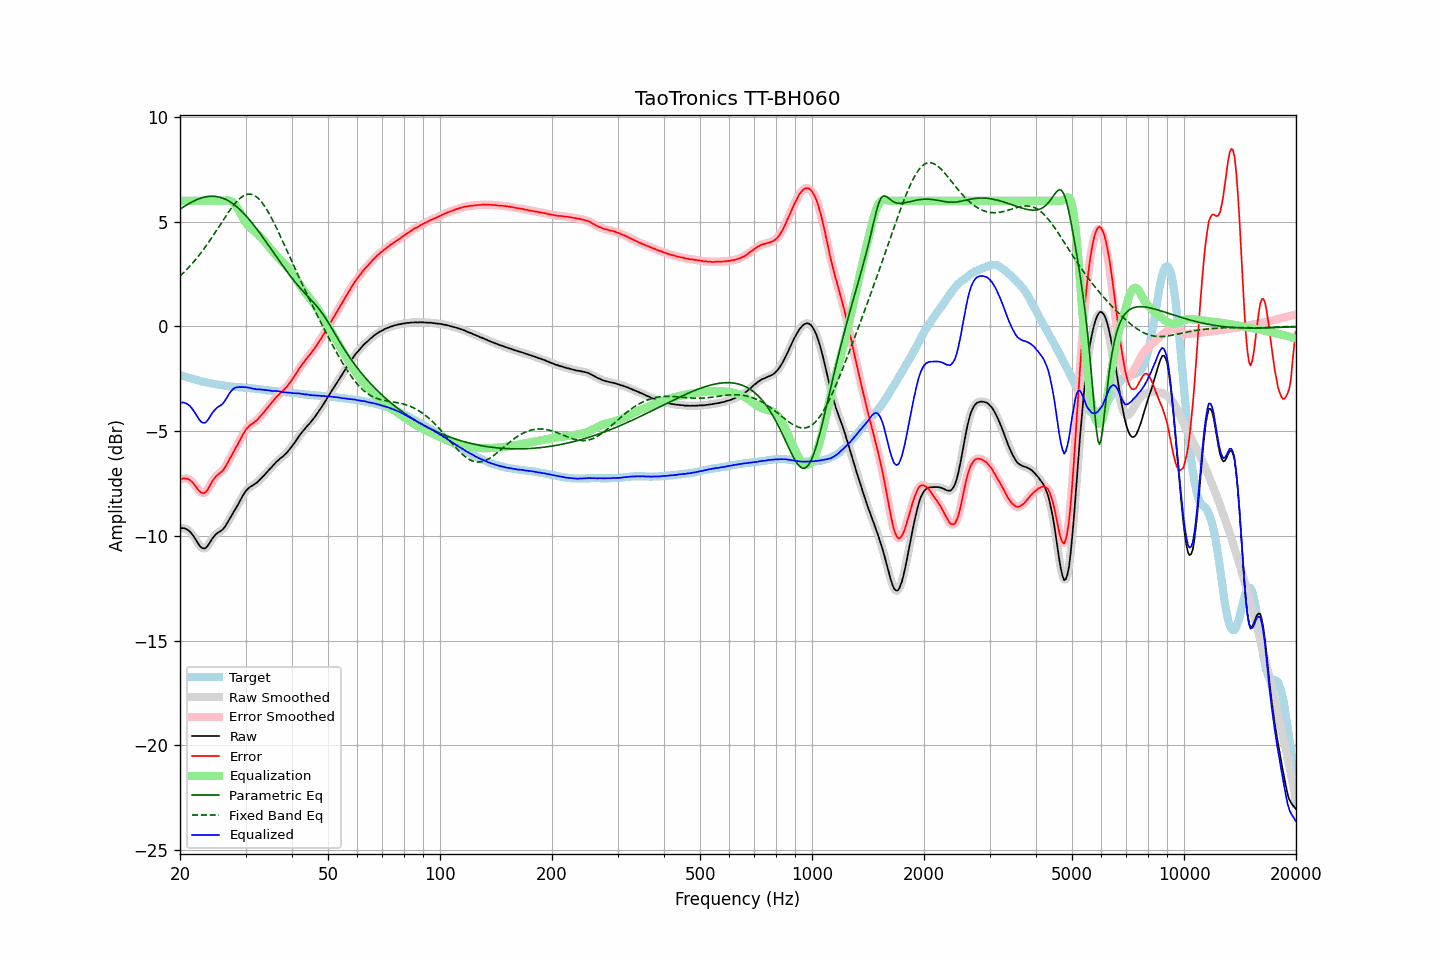 TaoTronics TT-BH060
Amplitude (dBr)
10
5
0
−5
−10
−15
−20
−25
Target
Raw Smoothed
Error Smoothed
Raw
Error
Equalization
Parametric Eq
Fixed Band Eq
Equalized
20 50 100 200 500 1000 2000 5000 10000 20000
Frequency (Hz)